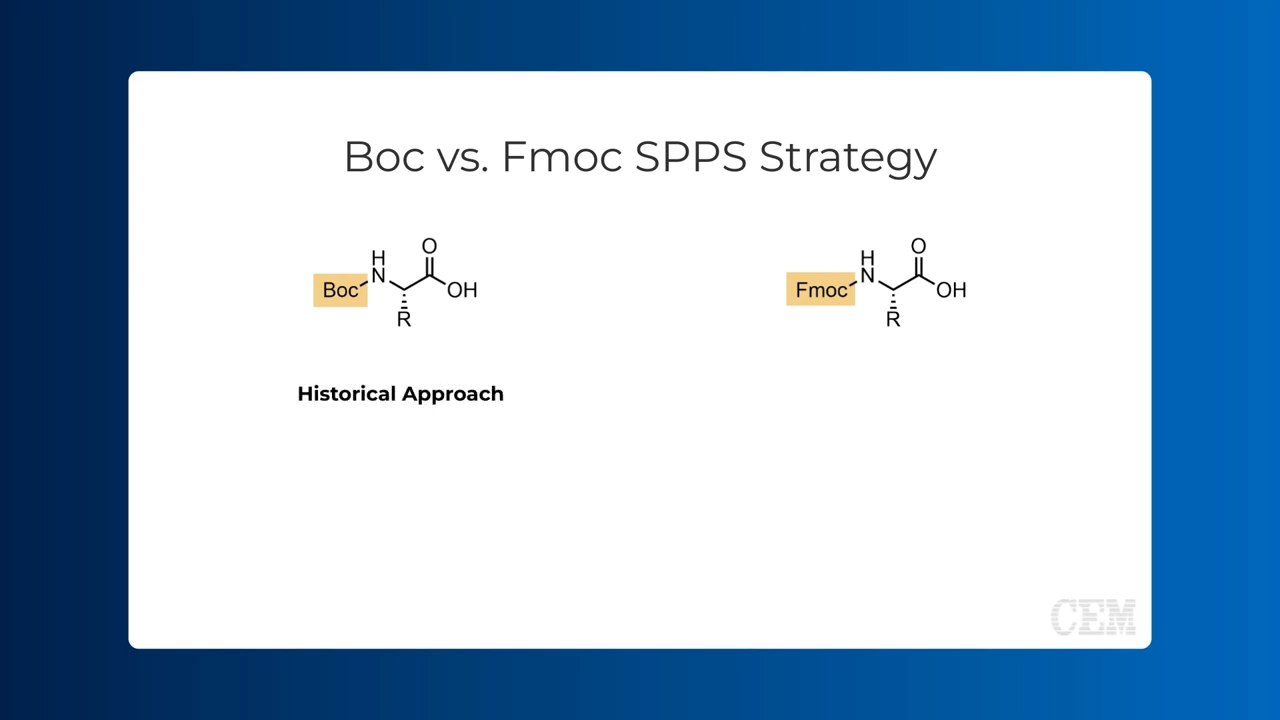 Boc vs. Fmoc SPPS Strategy
Boc H N O OH R
Fmoc H N O OH R
Historical Approach
CEM